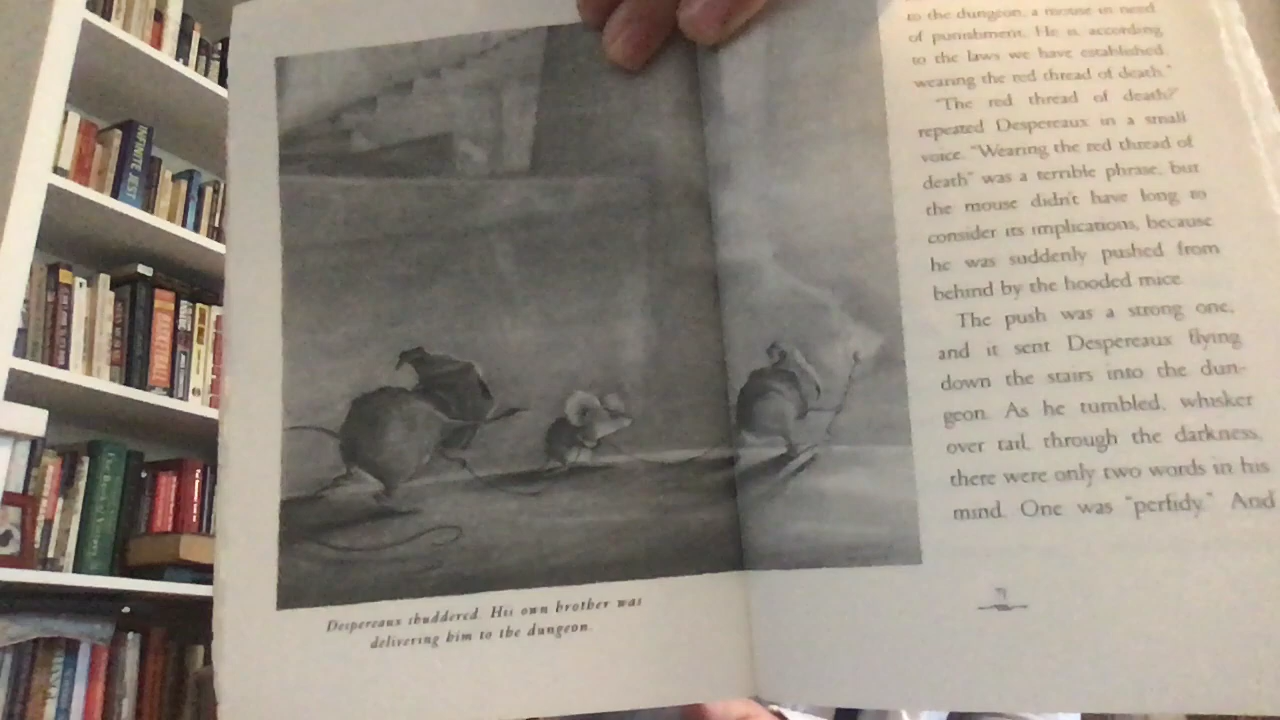 INFINITE JEST
Despereaux shuddered. His own brother was
delivering him to the dungeon.
to the dungeon, a mouse in need
of punishment. He is, according
to the laws we have established,
wearing the red thread of death."
"The red thread of death?"
repeated Despereaux in a small
voice. "Wearing the red thread of
death" was a terrible phrase, but
the mouse didn't have long to
consider its implications, because
he was suddenly pushed from
behind by the hooded mice.
The push was a strong one,
and it sent Despereaux flying
down the stairs into the dun-
geon. As he tumbled, whisker
over tail, through the darkness,
there were only two words in his
mind. One was "perfidy." And
71